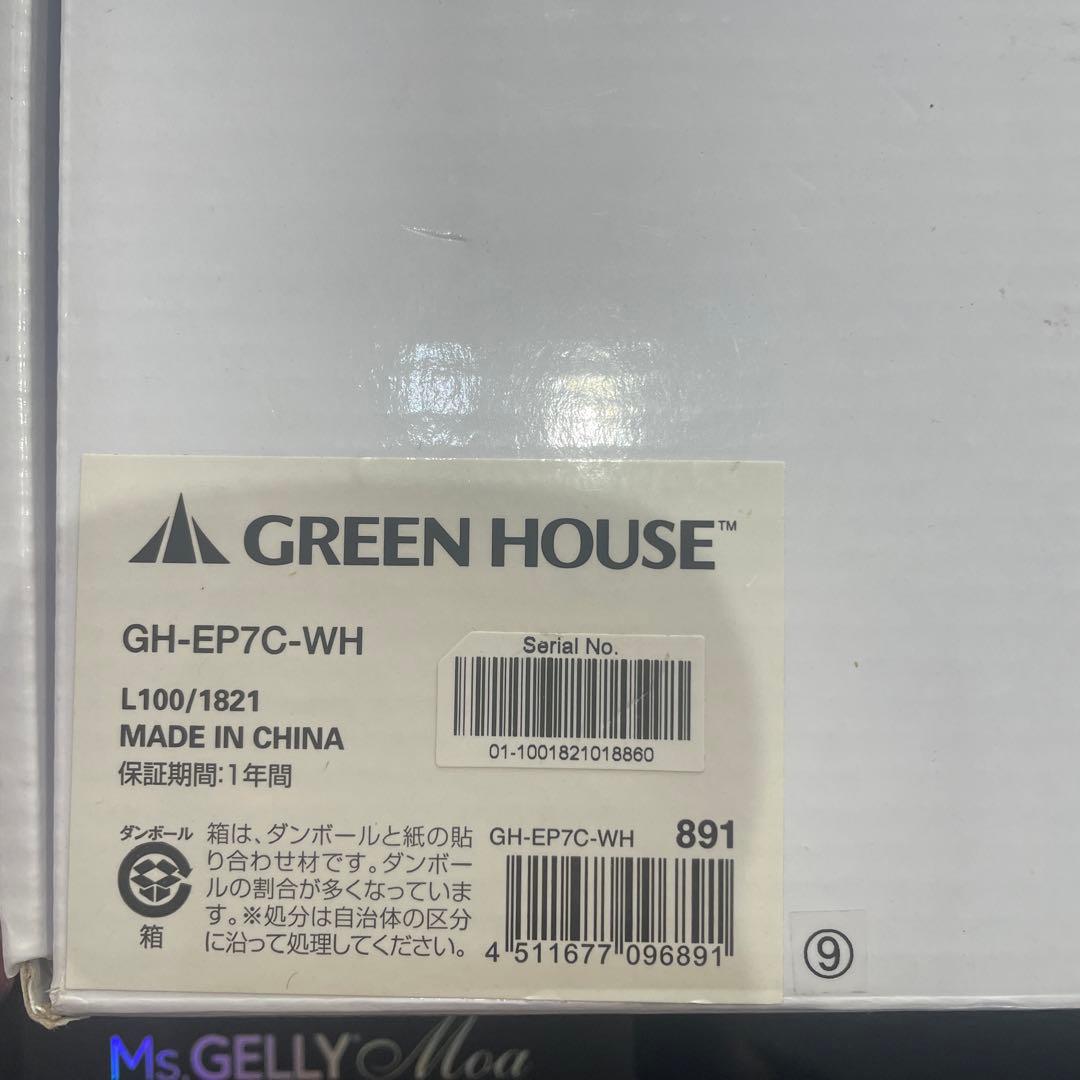 GREEN HOUSE™
GH-EP7C-WH
L100/1821
MADE IN CHINA
保証期間:1年間
Serial No.
01-1001821018860
ダンボール
箱
箱は、ダンボールと紙の貼
り合わせ材です。ダンボー
ルの割合が多くなっていま
す。※処分は自治体の区分
に沿って処理してください。
GH-EP7C-WH 891
4 511677 096891
⑨
Ms.GELLY Moa